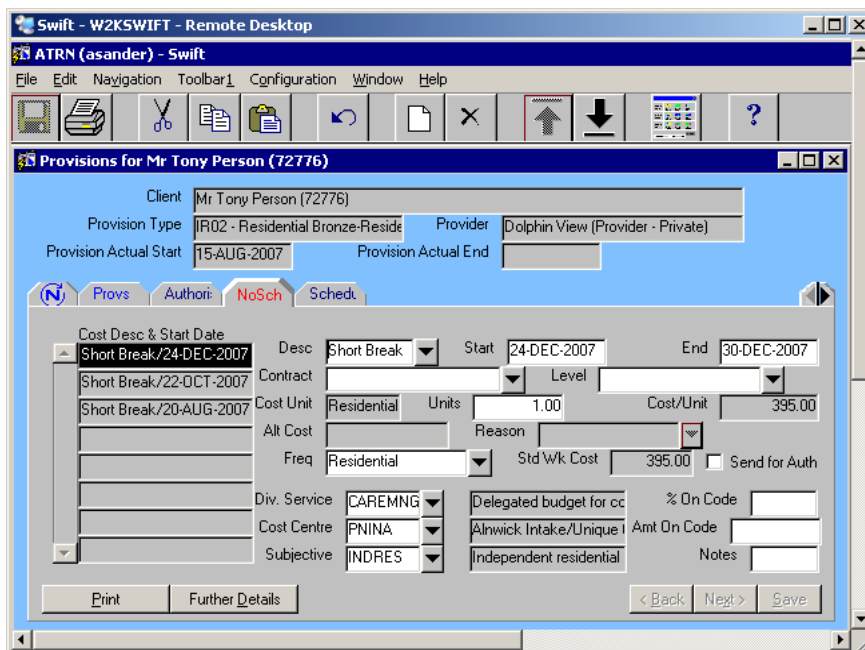 Swift - W2KSWIFT - Remote Desktop
ATRN (asander) - Swift
File Edit Navigation Toolbar1 Configuration Window Help
Provisions for Mr Tony Person (72776)
Client Mr Tony Person (72776)
Provision Type IR02 - Residential Bronze-Reside Provider Dolphin View (Provider - Private)
Provision Actual Start 15-AUG-2007 Provision Actual End
N Provs Authori: NoSch Schedu
Cost Desc & Start Date
Desc Short Break Start 24-DEC-2007 End 30-DEC-2007
Short Break/24-DEC-2007
Short Break/22-OCT-2007
Short Break/20-AUG-2007
Contract Level
Cost Unit Residential Units 1.00 Cost/Unit 395.00
Alt Cost Reason
Freq Residential Std Wk Cost 395.00 Send for Auth
Div. Service CAREMNG Delegated budget for cc % On Code
Cost Centre PNINA Alnwick Intake/Unique Amt On Code
Subjective INDRES Independent residential Notes
Print Further Details < Back Next > Save